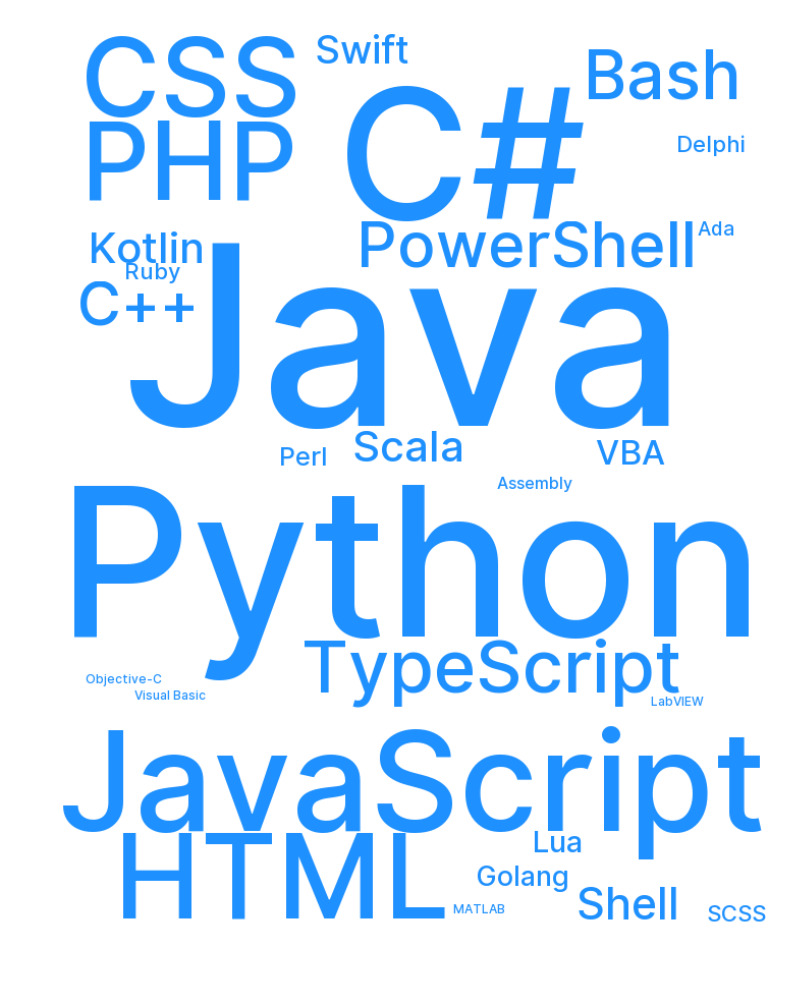 CSS
Swift
Bash
C#
PHP
Delphi
Kotlin
PowerShell
Ada
Ruby
C++
Java
Perl
Scala
VBA
Assembly
Python
TypeScript
Objective-C
Visual Basic
LabVIEW
JavaScript
HTML
Lua
Golang
MATLAB
Shell
SCSS